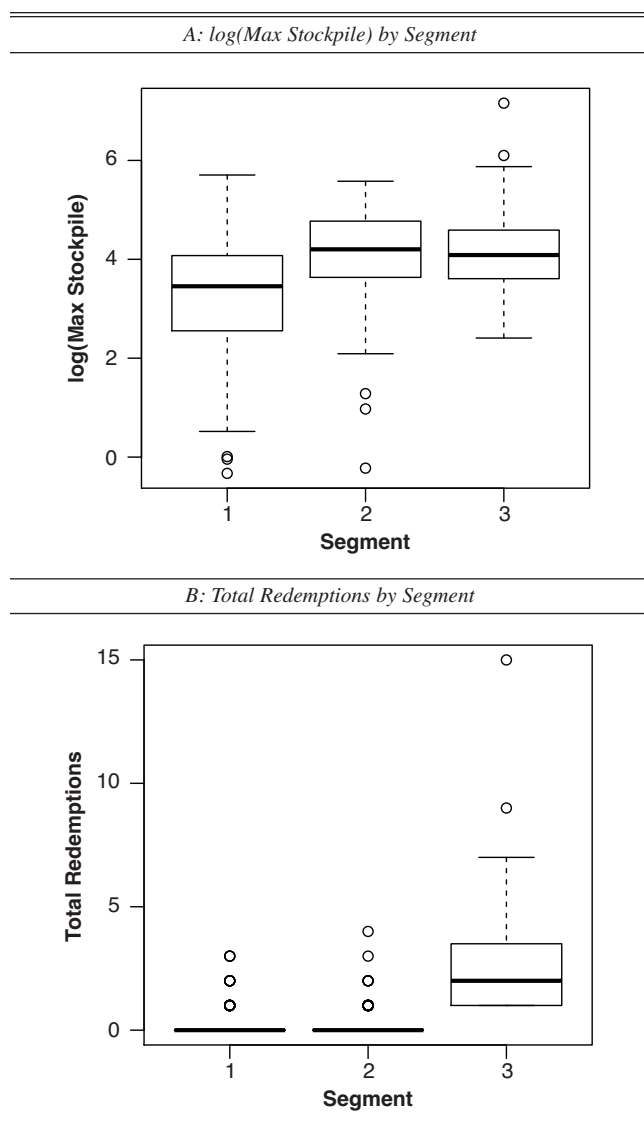 A: log(Max Stockpile) by Segment
log(Max Stockpile)
6
4
2
0
1 2 3
Segment
B: Total Redemptions by Segment
Total Redemptions
15
10
5
0
1 2 3
Segment